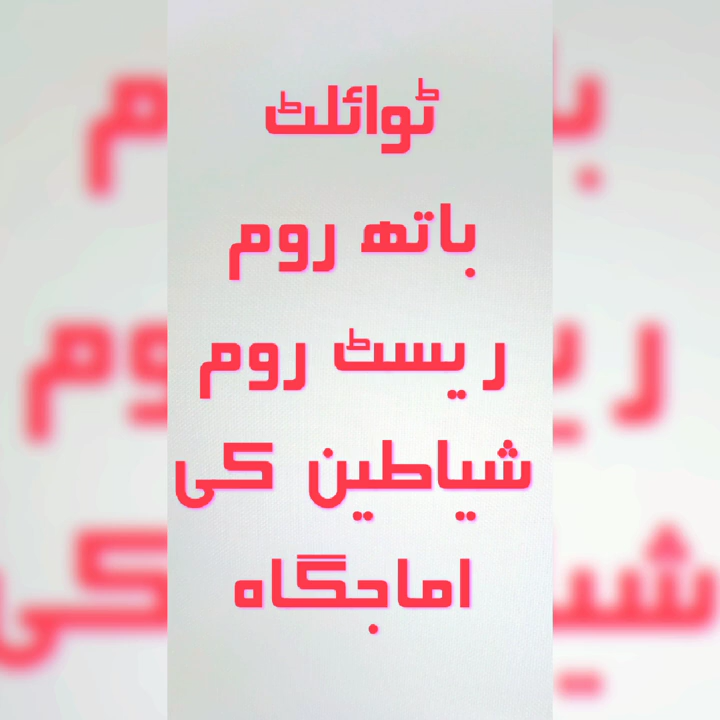 ٹوائلٹ
باتھ روم
ریسٹ روم
شیاطین کی
اماجگاہ